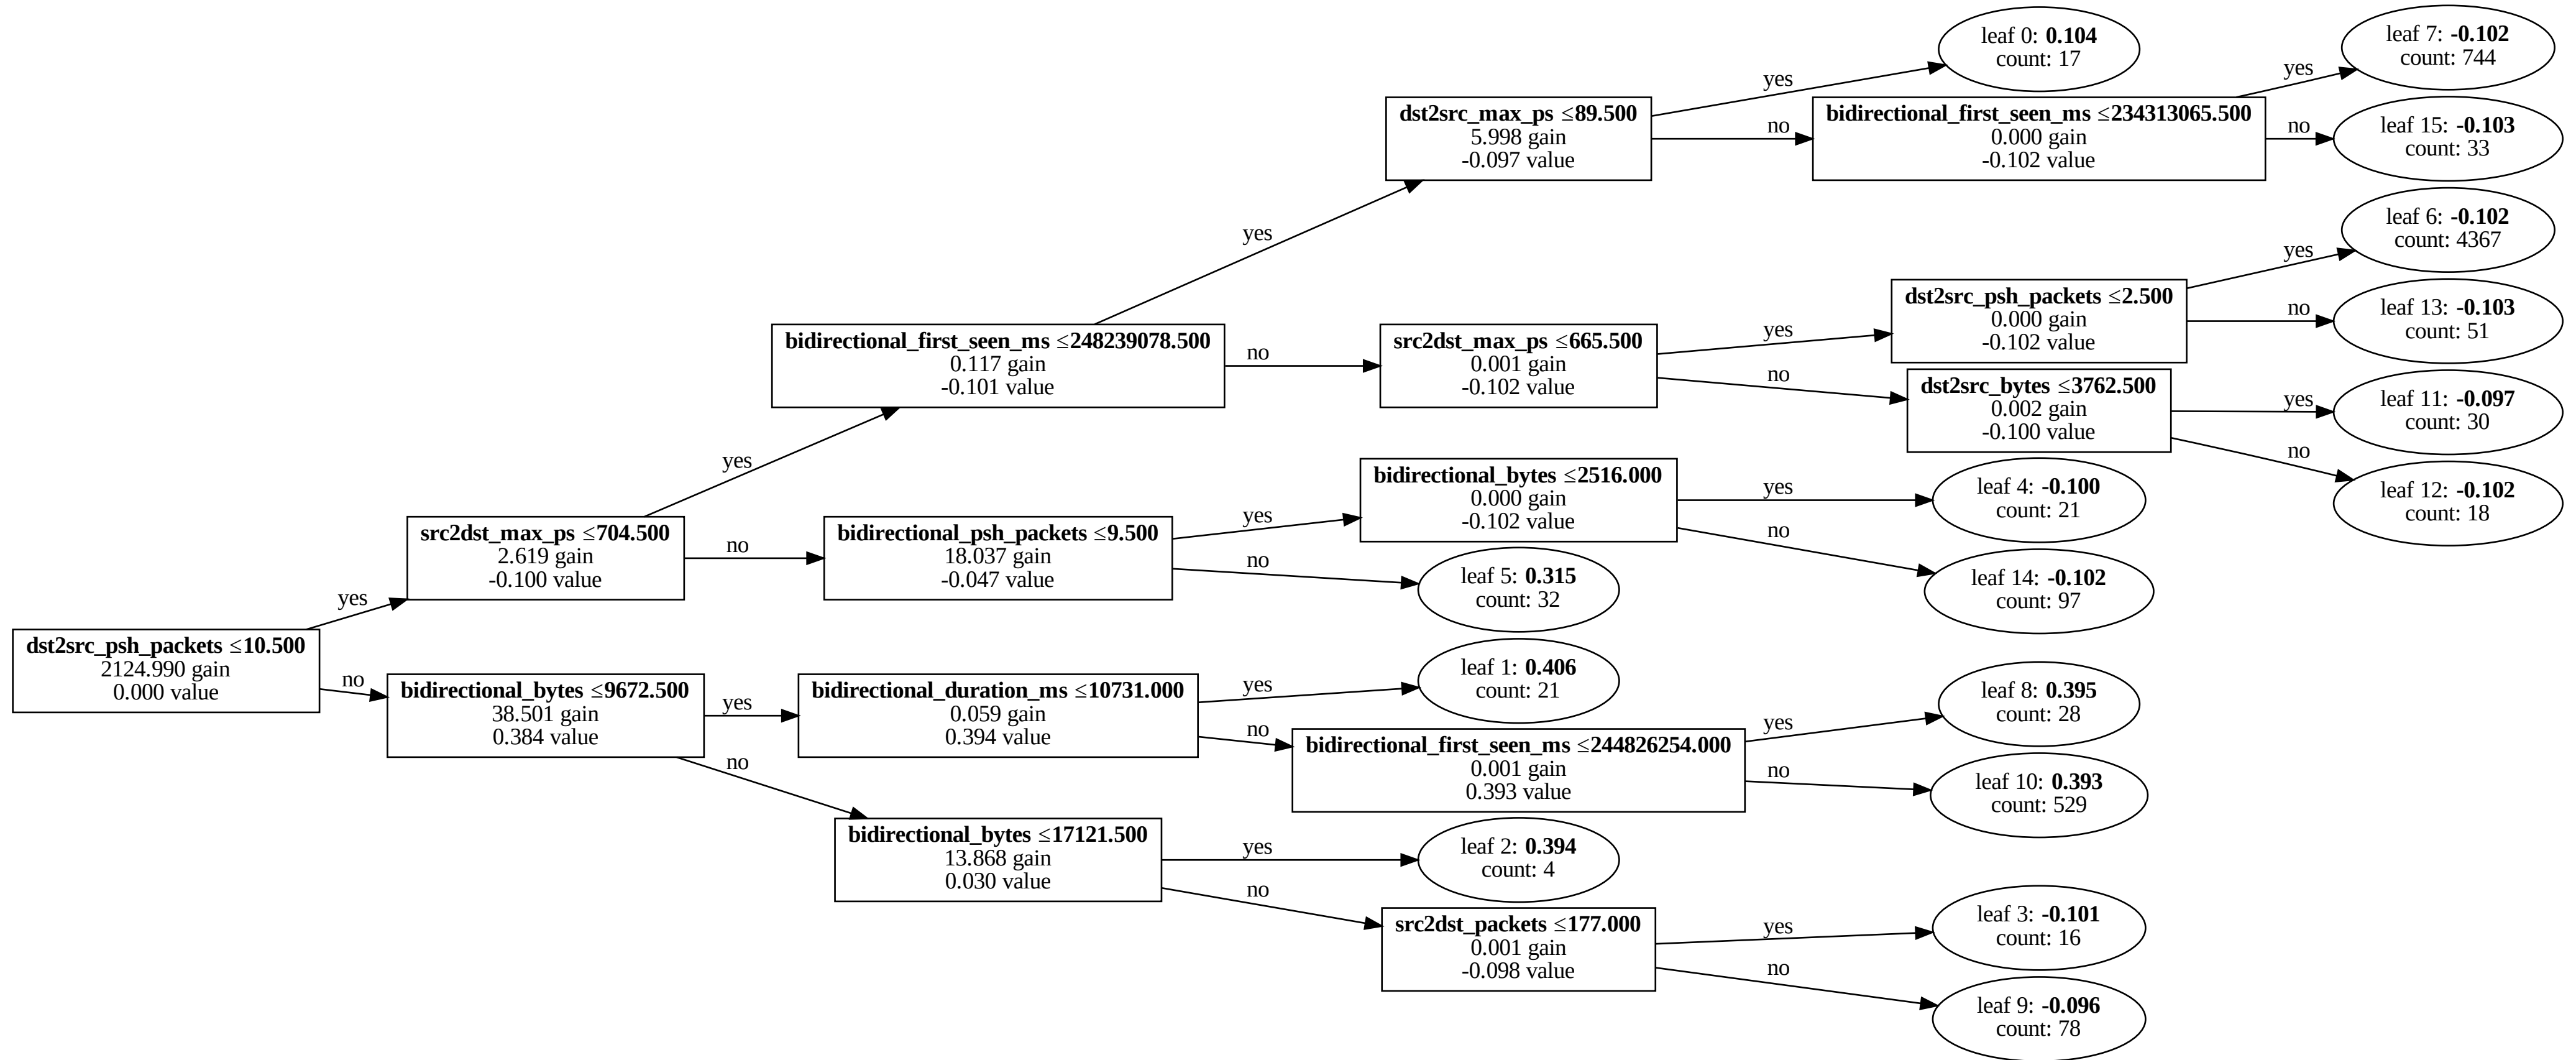 leaf 0: 0.104
count: 17
leaf 7: -0.102
count: 744
yes
yes
dst2src_max_ps ≤89.500
5.998 gain
-0.097 value
no
bidirectional_first_seen_ms ≤234313065.500
0.000 gain
-0.102 value
no
leaf 15: -0.103
count: 33
yes
leaf 6: -0.102
count: 4367
yes
dst2src_psh_packets ≤2.500
0.000 gain
-0.102 value
no
leaf 13: -0.103
count: 51
bidirectional_first_seen_ms ≤248239078.500
0.117 gain
-0.101 value
no
src2dst_max_ps ≤665.500
0.001 gain
-0.102 value
yes
no
dst2src_bytes ≤3762.500
0.002 gain
-0.100 value
yes
leaf 11: -0.097
count: 30
no
leaf 12: -0.102
count: 18
yes
bidirectional_bytes ≤2516.000
0.000 gain
-0.102 value
yes
leaf 4: -0.100
count: 21
no
leaf 14: -0.102
count: 97
src2dst_max_ps ≤704.500
2.619 gain
-0.100 value
no
bidirectional_psh_packets ≤9.500
18.037 gain
-0.047 value
yes
no
leaf 5: 0.315
count: 32
yes
dst2src_psh_packets ≤10.500
2124.990 gain
0.000 value
no
bidirectional_bytes ≤9672.500
38.501 gain
0.384 value
yes
bidirectional_duration_ms ≤10731.000
0.059 gain
0.394 value
yes
leaf 1: 0.406
count: 21
no
bidirectional_first_seen_ms ≤244826254.000
0.001 gain
0.393 value
yes
leaf 8: 0.395
count: 28
no
leaf 10: 0.393
count: 529
no
bidirectional_bytes ≤17121.500
13.868 gain
0.030 value
yes
leaf 2: 0.394
count: 4
no
src2dst_packets ≤177.000
0.001 gain
-0.098 value
yes
leaf 3: -0.101
count: 16
no
leaf 9: -0.096
count: 78